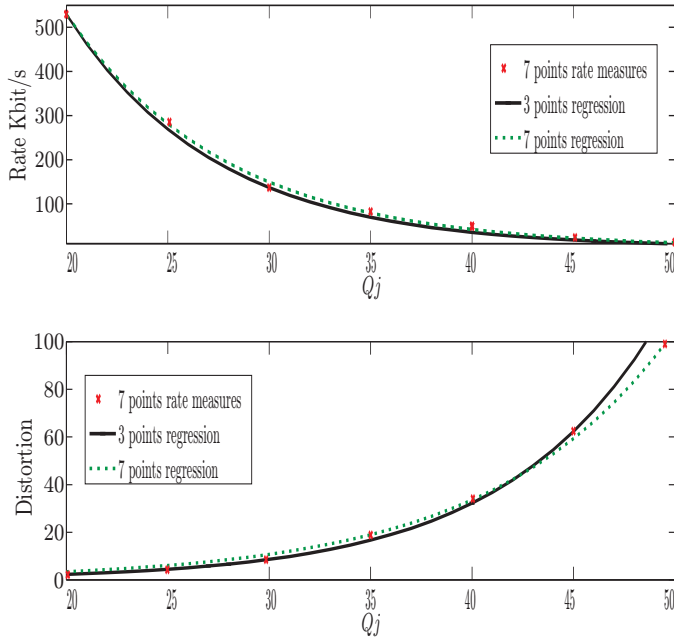 550
500
400
300
200
100
Rate Kbit/s
7 points rate measures
3 points regression
7 points regression
20 25 30 35 40 45 50
Qj
100
80
60
40
20
0
Distortion
7 points rate measures
3 points regression
7 points regression
20 25 30 35 40 45 50
Qj